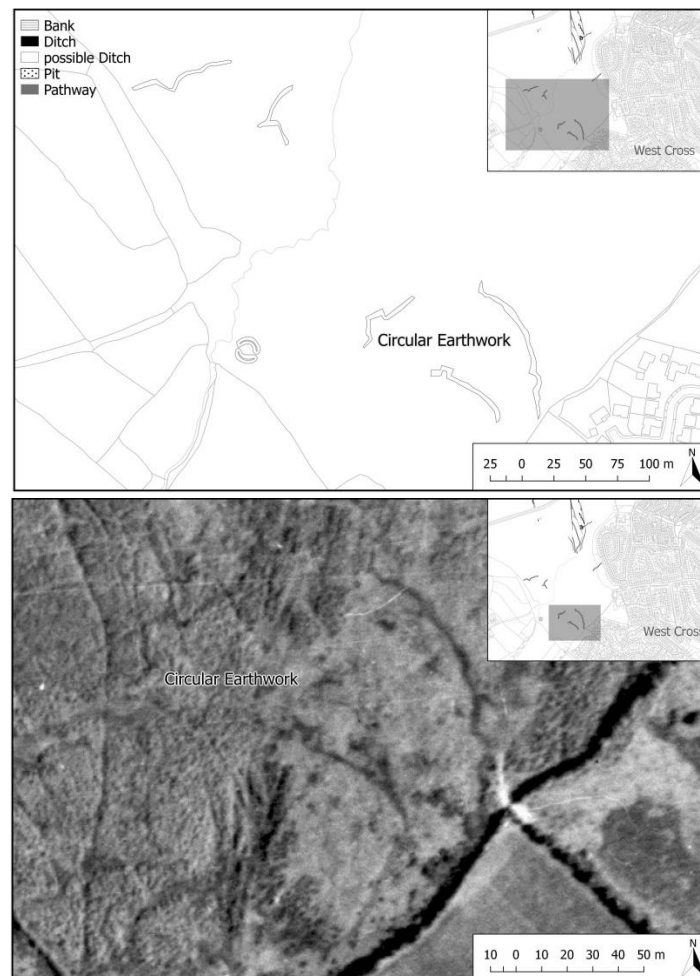 Bank
Ditch
possible Ditch
Pit
Pathway
West Cross
Circular Earthwork
N
25 0 25 50 75 100 m
West Cross
Circular Earthwork
N
10 0 10 20 30 40 50 m